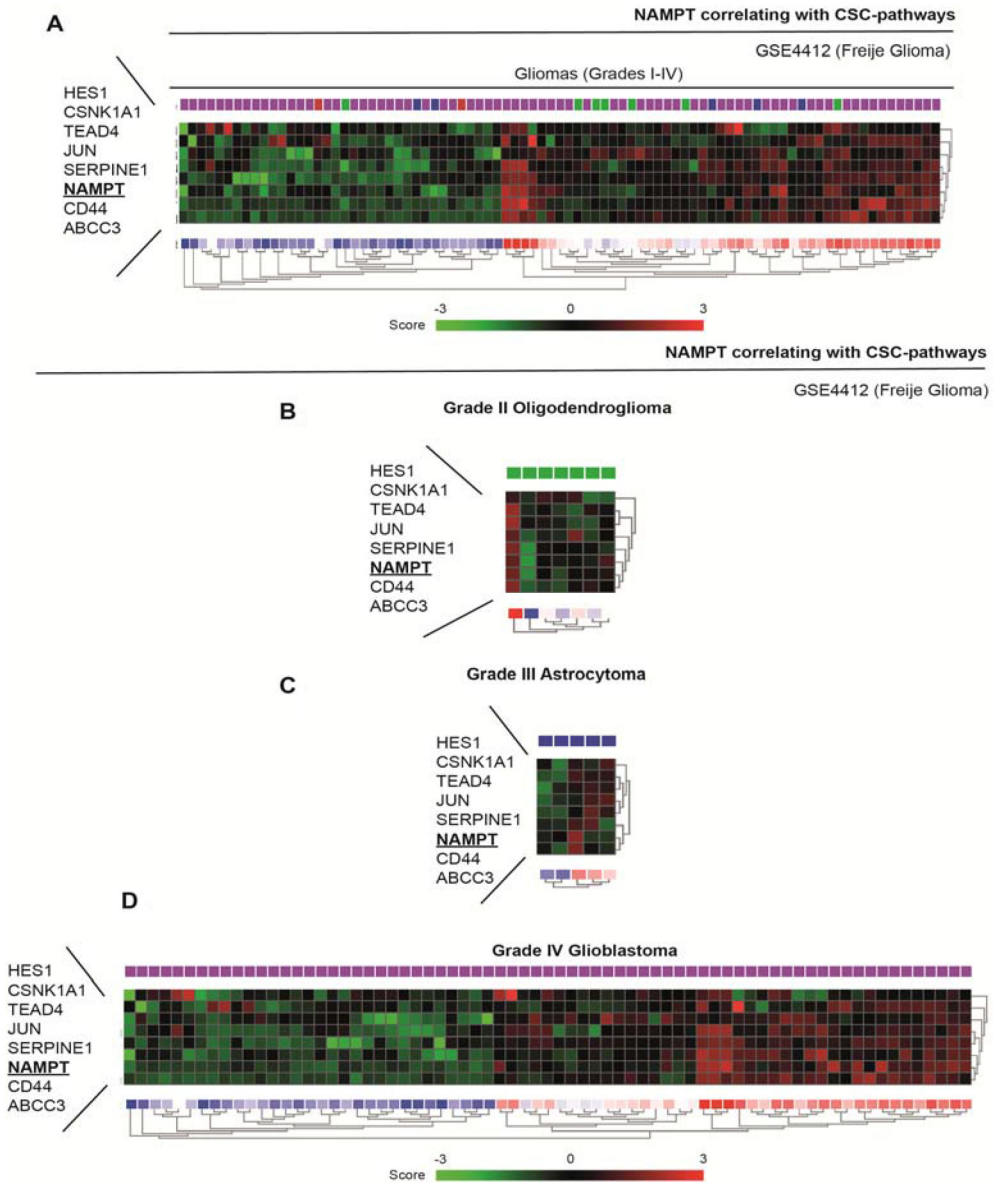 A
NAMPT correlating with CSC-pathways
GSE4412 (Freije Glioma)
Gliomas (Grades I-IV)
HES1
CSNK1A1
TEAD4
JUN
SERPINE1
NAMPT
CD44
ABCC3
-3 0 3
Score
NAMPT correlating with CSC-pathways
GSE4412 (Freije Glioma)
B
Grade II Oligodendroglioma
HES1
CSNK1A1
TEAD4
JUN
SERPINE1
NAMPT
CD44
ABCC3
C
Grade III Astrocytoma
HES1
CSNK1A1
TEAD4
JUN
SERPINE1
NAMPT
CD44
ABCC3
D
Grade IV Glioblastoma
HES1
CSNK1A1
TEAD4
JUN
SERPINE1
NAMPT
CD44
ABCC3
-3 0 3
Score